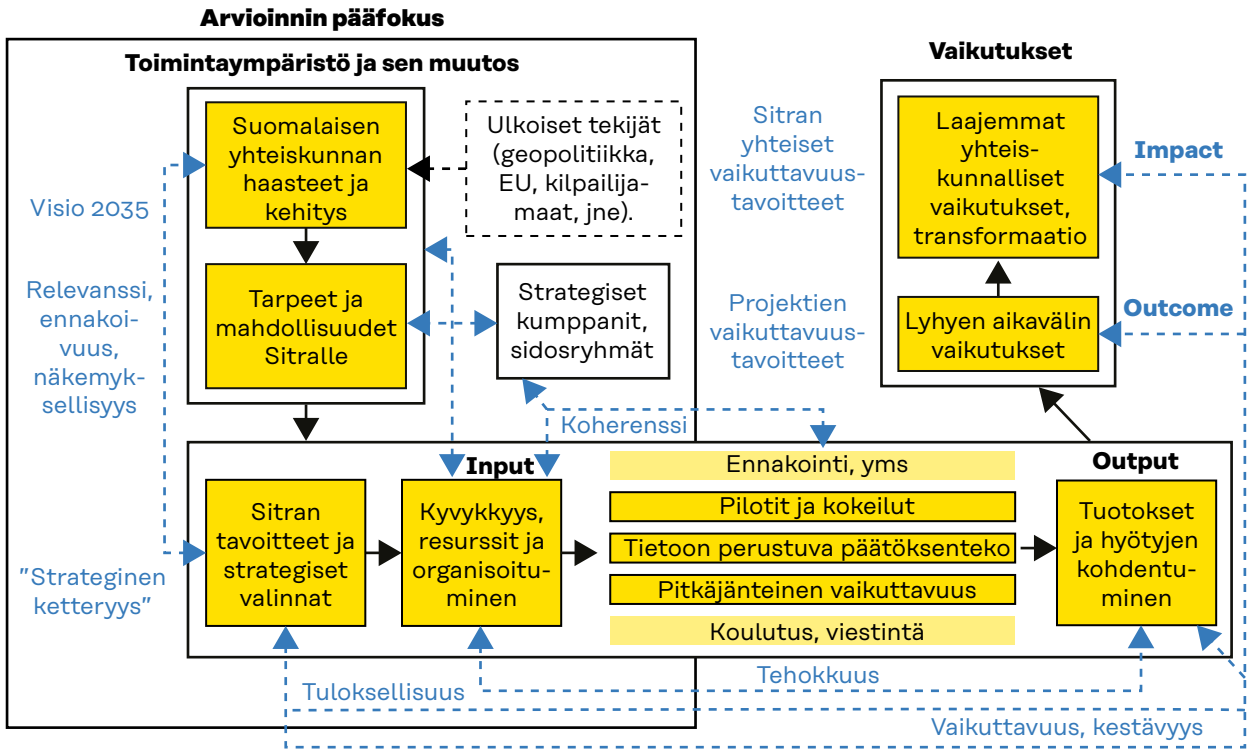 Arvioinnin pääfokus
Toimintaympäristö ja sen muutos
Suomalaisen
yhteiskunnan
haasteet ja
kehitys
Ulkoiset tekijät
(geopolitiikka,
EU, kilpailija-
maat, jne).
Visio 2035
Relevanssi,
ennakoi-
vuus,
näkemyk-
sellisyys
Tarpeet ja
mahdollisuudet
Sitralle
Strategiset
kumppanit,
sidosryhmät
Vaikutukset
Sitran
yhteiset
vaikuttavuus-
tavoitteet
Laajemmat
yhteis-
kunnalliset
vaikutukset,
transformaatio
Impact
Projektien
vaikuttavuus-
tavoitteet
Lyhyen aikavälin
vaikutukset
Outcome
Koherenssi
Input
Output
"Strateginen
ketteryys"
Sitran
tavoitteet ja
strategiset
valinnat
Kyvykkyys,
resurssit ja
organisoitu-
minen
Ennakointi, yms
Pilotit ja kokeilut
Tietoon perustuva päätöksenteko
Pitkäjänteinen vaikuttavuus
Koulutus, viestintä
Tuotokset
ja hyötyjen
kohdentu-
minen
Tehokkuus
Tuloksellisuus
Vaikuttavuus, kestävyys